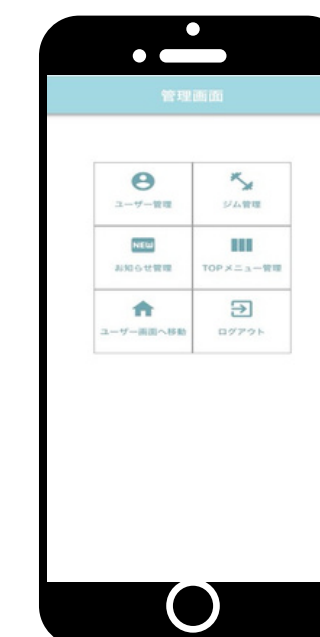 管理画面
ユーザー管理
ジム管理
NEW
お知らせ管理
TOPメニュー管理
ユーザー画面へ移動
ログアウト